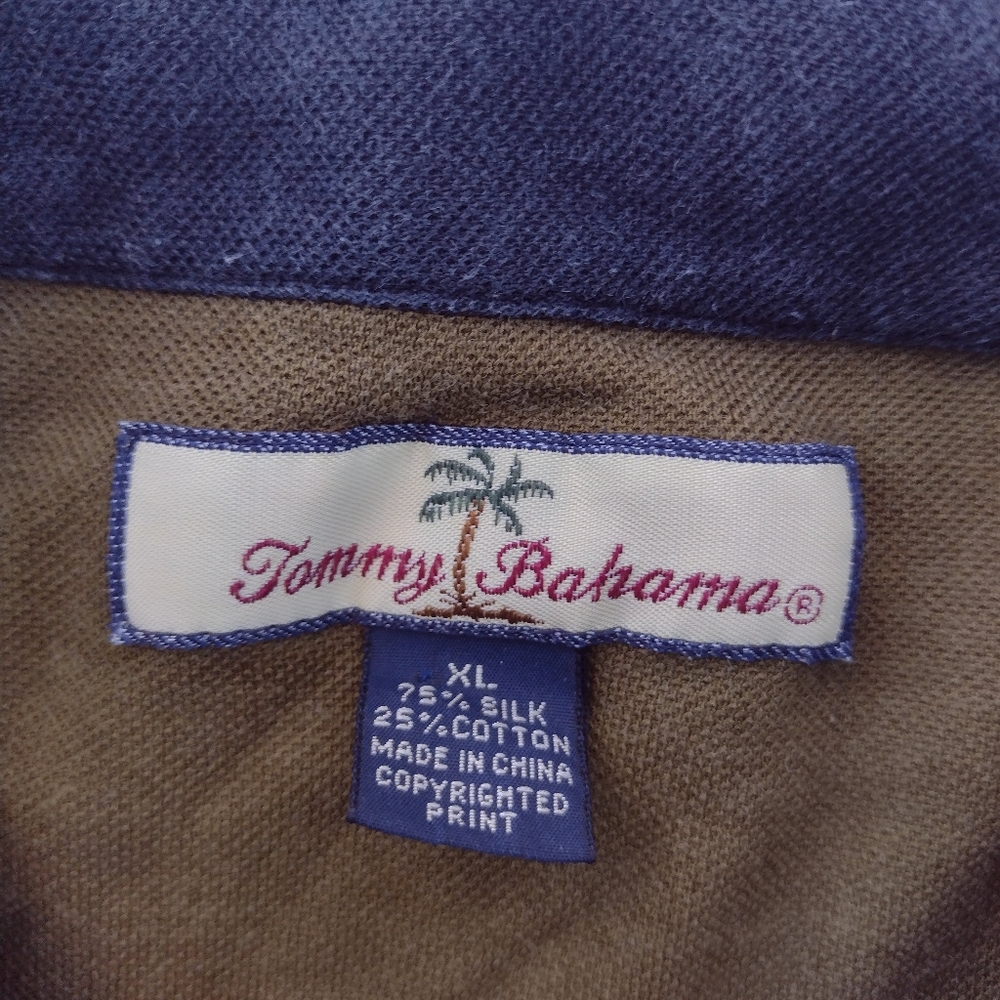 Tommy Bahama®
XL
75% SILK
25% COTTON
MADE IN CHINA
COPYRIGHTED
PRINT